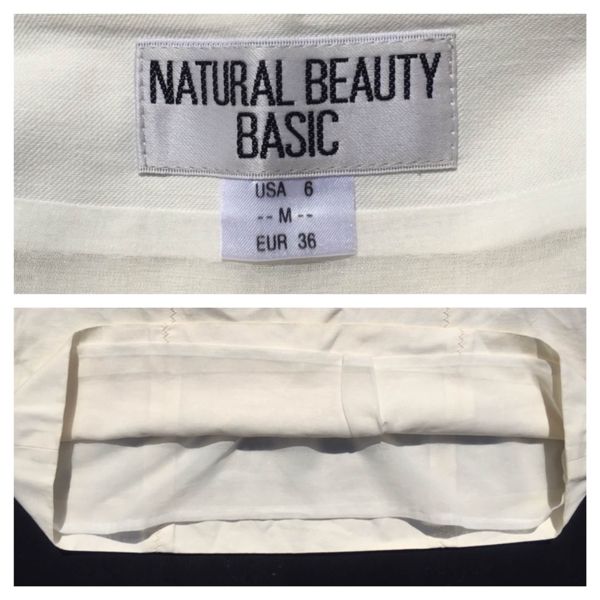 NATURAL BEAUTY
BASIC
USA 6
-- M --
EUR 36